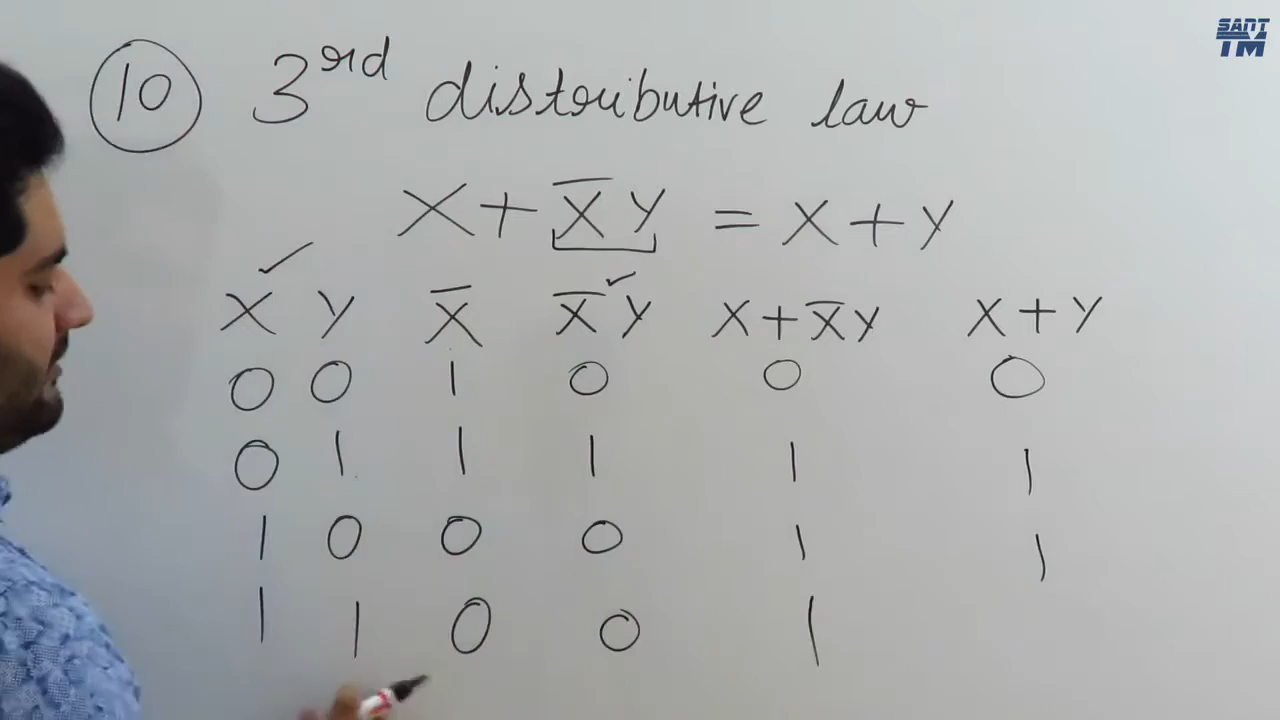 SANT
TM
10 3rd distributive law
X + X̅ Y = X + Y
X Y X̅ X̅ Y X + X̅ Y X + Y
0 0 1 0 0 0
0 1 1 1 1 1
1 0 0 0 1 1
1 1 0 0 1